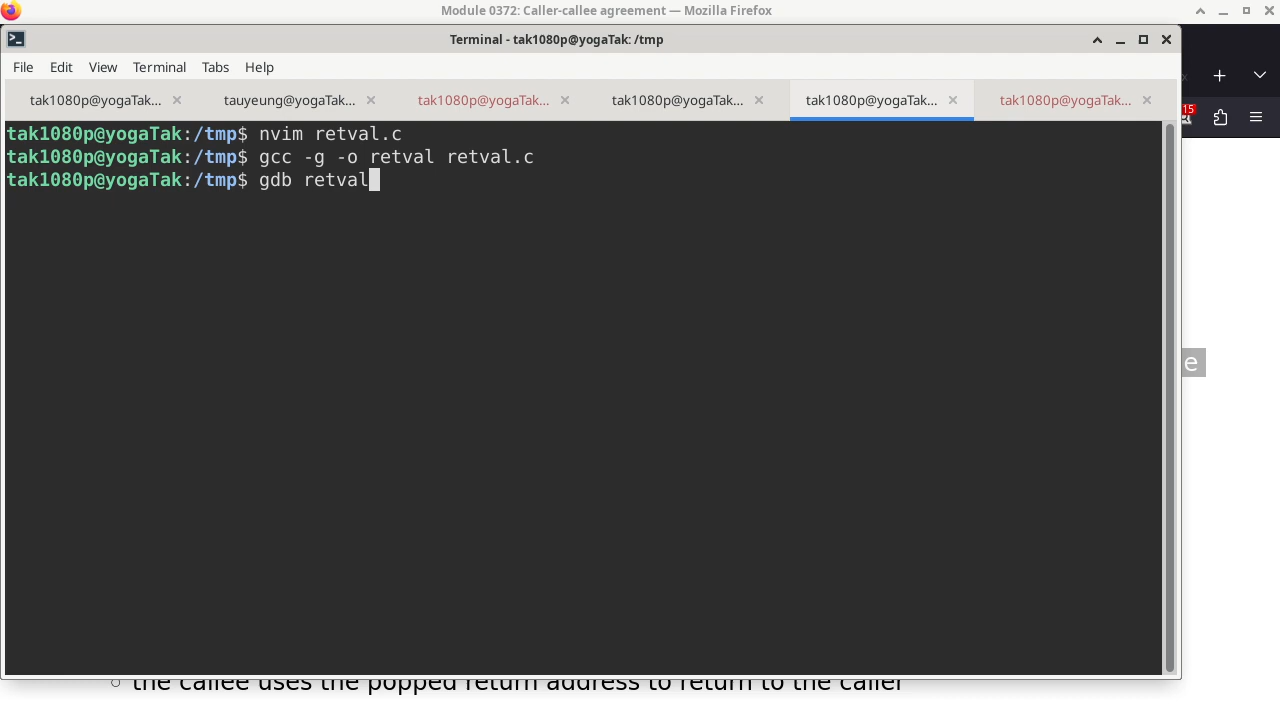 Module 0372: Caller-callee agreement — Mozilla Firefox
Terminal - tak1080p@yogaTak: /tmp
File Edit View Terminal Tabs Help
tak1080p@yogaTak... tauyeung@yogaTak... tak1080p@yogaTak... tak1080p@yogaTak... tak1080p@yogaTak... tak1080p@yogaTak...
15
tak1080p@yogaTak:/tmp$ nvim retval.c
tak1080p@yogaTak:/tmp$ gcc -g -o retval retval.c
tak1080p@yogaTak:/tmp$ gdb retval
e
the callee uses the popped return address to return to the caller